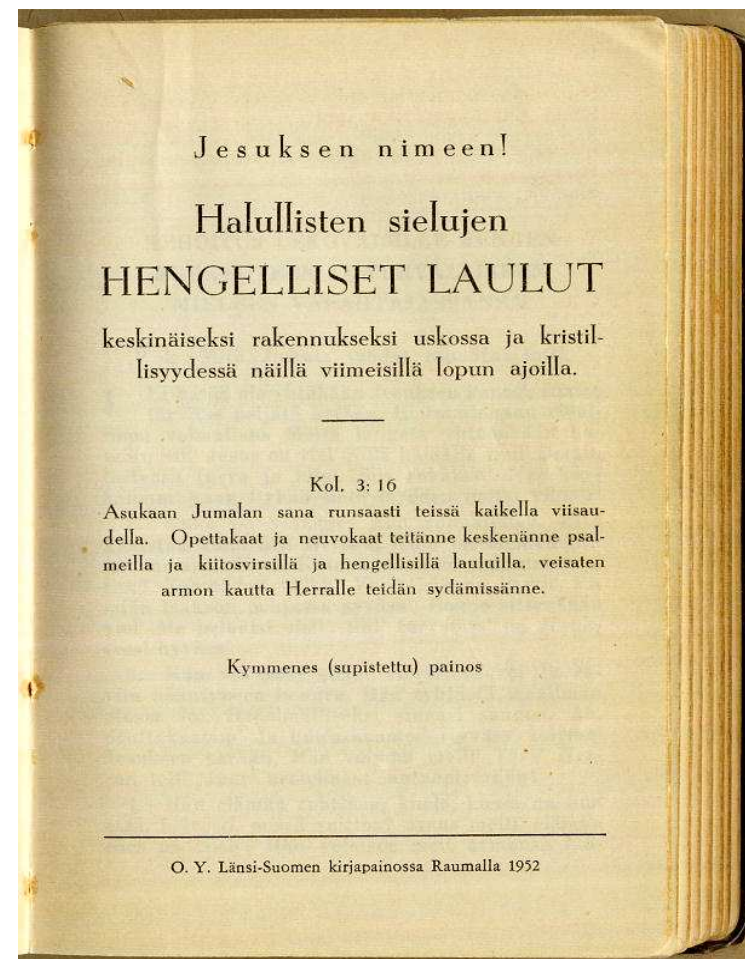 Jesuksen nimeen!
Halullisten sielujen
HENGELLISET LAULUT
keskinäiseksi rakennukseksi uskossa ja kristil-
lisyydessä näillä viimeisillä lopun ajoilla.
Kol. 3: 16
Asukaan Jumalan sana runsaasti teissä kaikella viisau-
della. Opettakaat ja neuvokaat teitänne keskenänne psal-
meilla ja kiitosvirsillä ja hengellisillä lauluilla, veisaten
armon kautta Herralle teidän sydämissänne.
Kymmenes (supistettu) painos
O. Y. Länsi-Suomen kirjapainossa Raumalla 1952